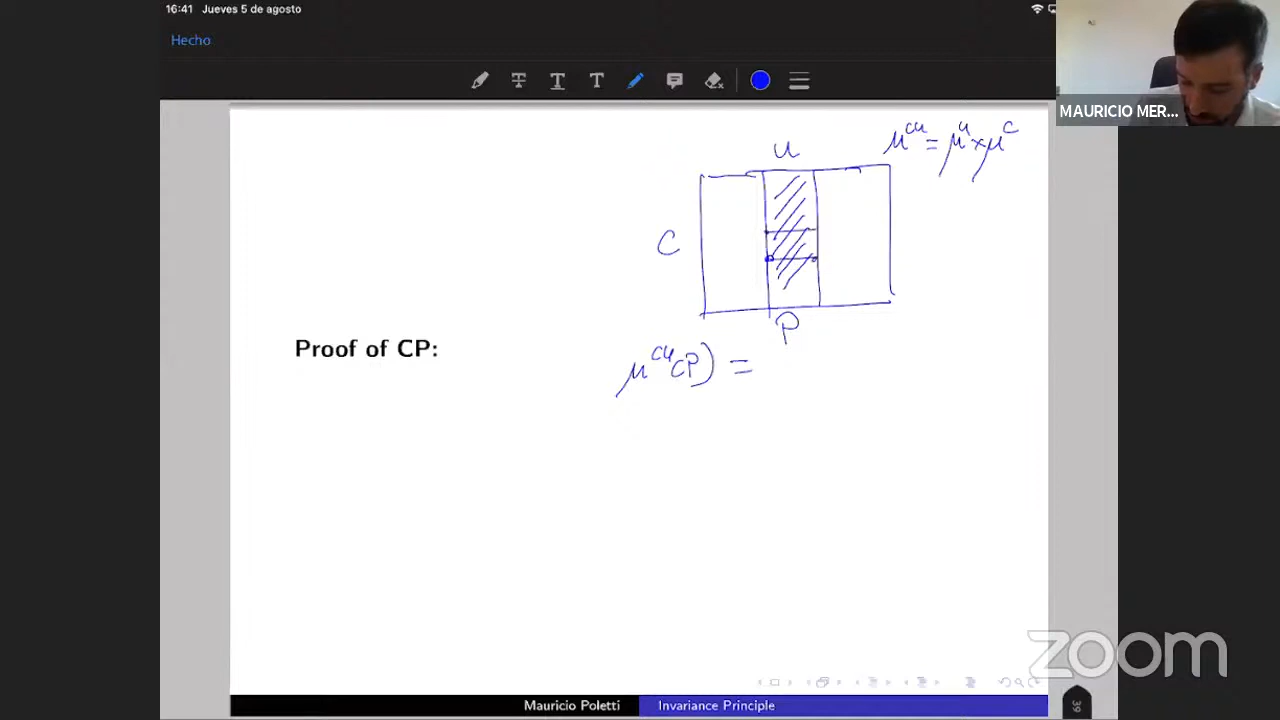 16:41 Jueves 5 de agosto
Hecho
MAURICIO MER...
u
μ^cu = μ^u × μ^c
C
P
Proof of CP:
μ^cu(P) =
zoom
Mauricio Poletti
Invariance Principle
39